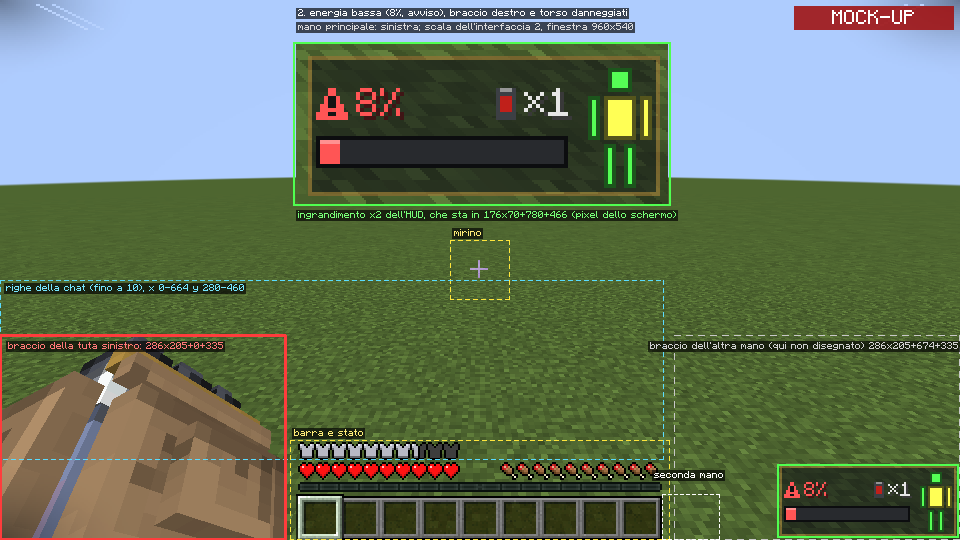 2. energia bassa (8%, avviso), braccio destro e torso danneggiati
mano principale: sinistra; scala dell'interfaccia 2, finestra 960x540
MOCK-UP
8%
x1
ingrandimento x2 dell'HUD, che sta in 176x70+780+466 (pixel dello schermo)
mirino
righe della chat (fino a 10), x 0-664 y 280-460
braccio della tuta sinistro: 286x205+0+335
braccio dell'altra mano (qui non disegnato) 286x205+674+335
barra e stato
seconda mano
8%
x1